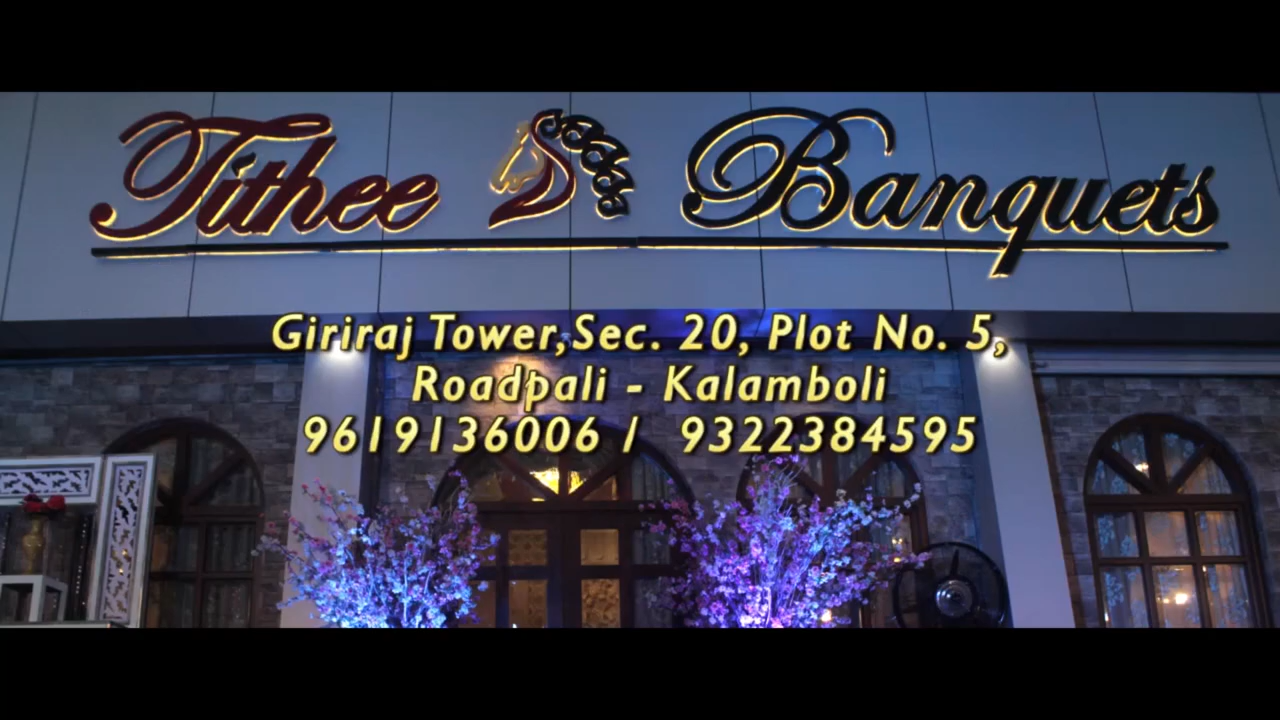 Tithee Banquets
Giriraj Tower,Sec. 20, Plot No. 5,
Roadpali - Kalamboli
9619136006 / 9322384595